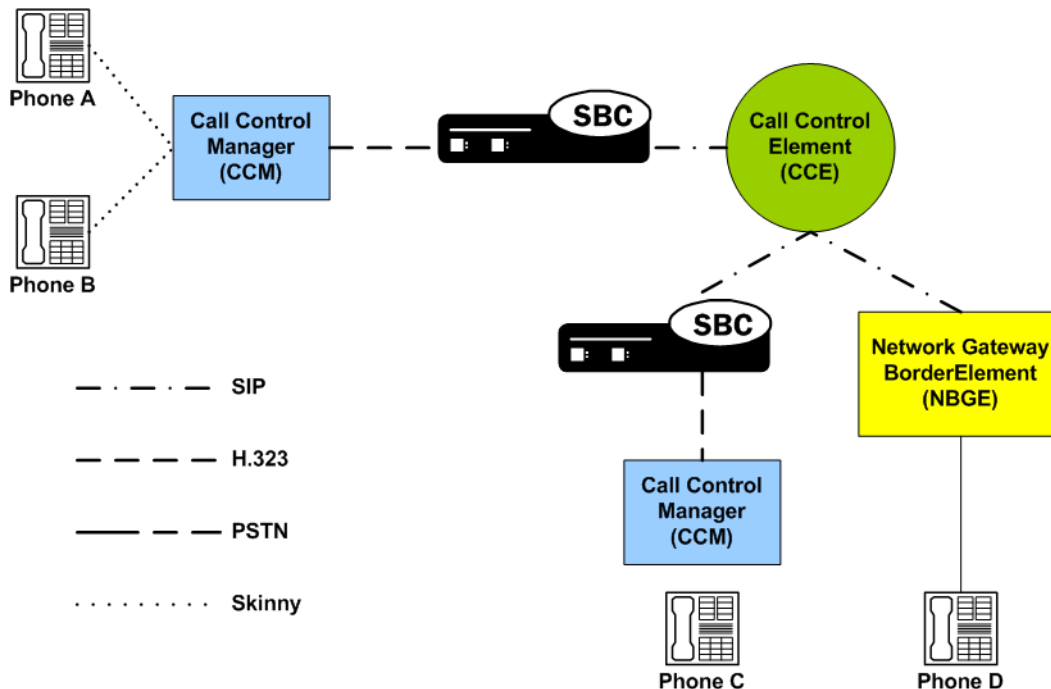 Phone A
Call Control
Manager
(CCM)
SBC
Call Control
Element
(CCE)
Phone B
SBC
Network Gateway
BorderElement
(NBGE)
SIP
H.323
PSTN
Skinny
Call Control
Manager
(CCM)
Phone C
Phone D